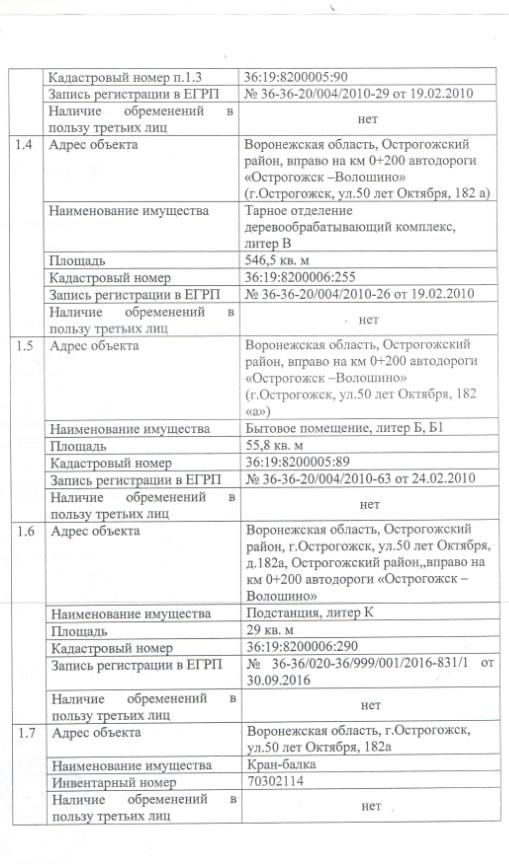 Кадастровый номер п.1.3 36:19:8200005:90
Запись регистрации в ЕГРП № 36-36-20/004/2010-29 от 19.02.2010
Наличие обременений в
пользу третьих лиц нет
1.4 Адрес объекта Воронежская область, Острогожский
район, вправо на км 0+200 автодороги
«Острогожск –Волошино»
(г.Острогожск, ул.50 лет Октября, 182 а)
Наименование имущества Тарное отделение
деревообрабатывающий комплекс,
литер В
Площадь 546,5 кв. м
Кадастровый номер 36:19:8200006:255
Запись регистрации в ЕГРП № 36-36-20/004/2010-26 от 19.02.2010
Наличие обременений в
пользу третьих лиц нет
1.5 Адрес объекта Воронежская область, Острогожский
район, вправо на км 0+200 автодороги
«Острогожск –Волошино»
(г.Острогожск, ул.50 лет Октября, 182
«а»)
Наименование имущества Бытовое помещение, литер Б, Б1
Площадь 55,8 кв. м
Кадастровый номер 36:19:8200005:89
Запись регистрации в ЕГРП № 36-36-20/004/2010-63 от 24.02.2010
Наличие обременений в
пользу третьих лиц нет
1.6 Адрес объекта Воронежская область, Острогожский
район, г.Острогожск, ул.50 лет Октября,
д.182а, Острогожский район,,вправо на
км 0+200 автодороги «Острогожск –
Волошино»
Наименование имущества Подстанция, литер К
Площадь 29 кв. м
Кадастровый номер 36:19:8200006:290
Запись регистрации в ЕГРП № 36-36/020-36/999/001/2016-831/1 от
30.09.2016
Наличие обременений в
пользу третьих лиц нет
1.7 Адрес объекта Воронежская область, г.Острогожск,
ул.50 лет Октября, 182а
Наименование имущества Кран-балка
Инвентарный номер 70302114
Наличие обременений в
пользу третьих лиц нет